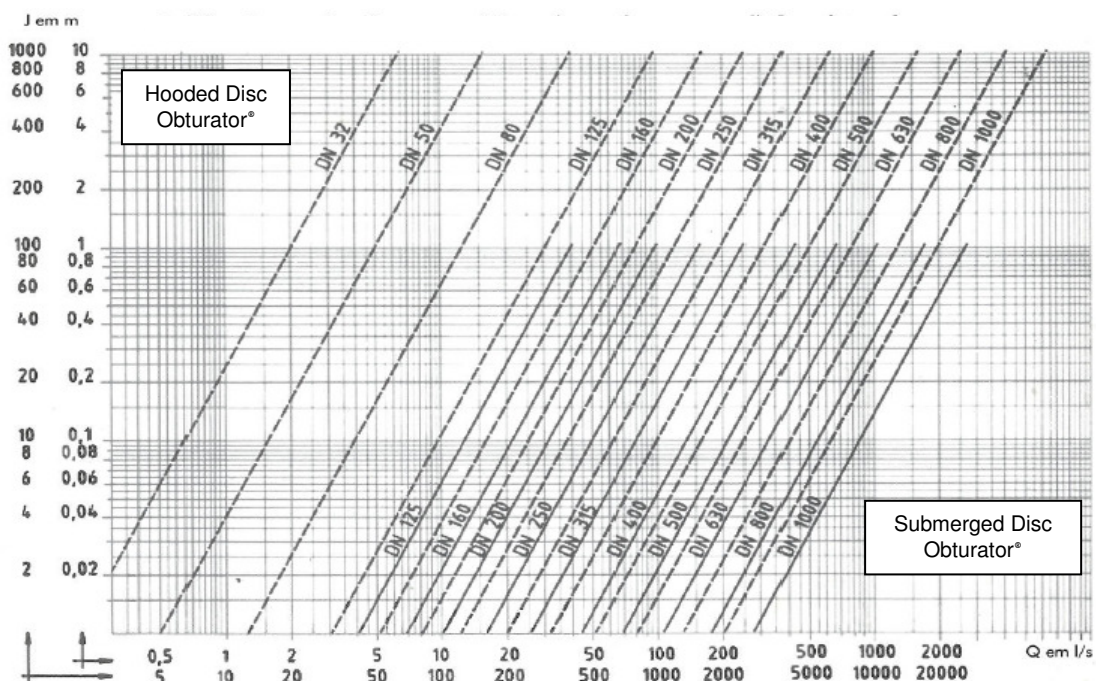 J em m
1000 10
800 8
600 6
400 4
200 2
100 1
80 0,8
60 0,6
40 0,4
20 0,2
10 0,1
8 0,08
6 0,06
4 0,04
2 0,02
Hooded Disc
Obturator®
DN 32
DN 50
DN 80
DN 125
DN 160
DN 200
DN 250
DN 315
DN 400
DN 500
DN 630
DN 800
DN 1000
DN 125
DN 160
DN 200
DN 250
DN 315
DN 400
DN 500
DN 630
DN 800
DN 1000
Submerged Disc
Obturator®
0,5 1 2 5 10 20 50 100 200 500 1000 2000 Q em l/s
5 10 20 50 100 200 500 1000 2000 5000 10000 20000